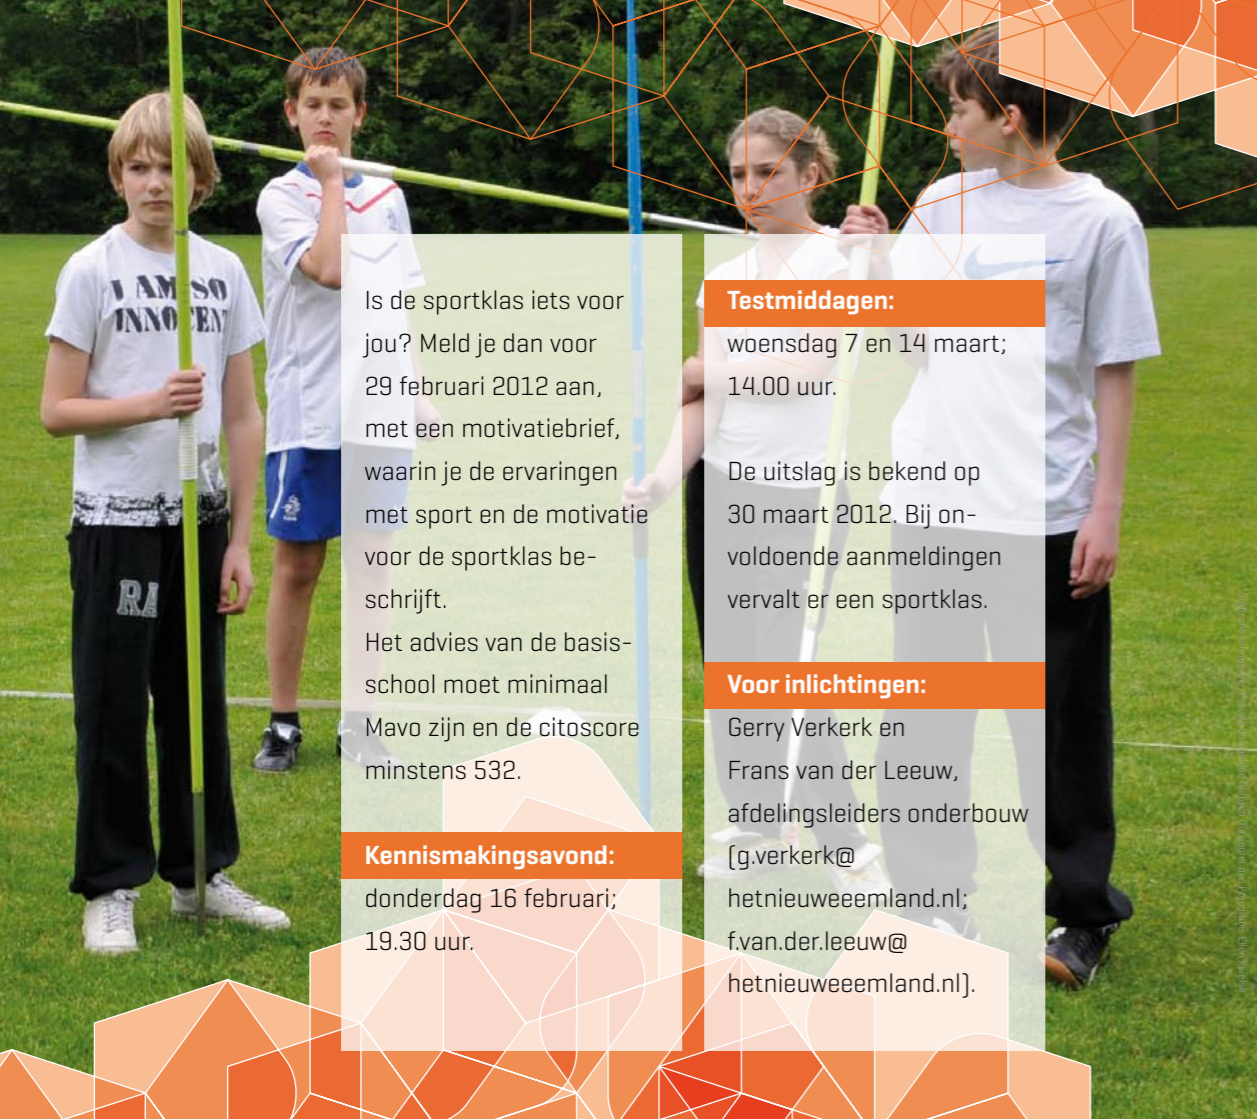 I AM SO
INNOCENT
RA
Is de sportklas iets voor
jou? Meld je dan voor
29 februari 2012 aan,
met een motivatiebrief,
waarin je de ervaringen
met sport en de motivatie
voor de sportklas be-
schrijft.
Het advies van de basis-
school moet minimaal
Mavo zijn en de citoscore
minstens 532.
Kennismakingsavond:
donderdag 16 februari;
19.30 uur.
Testmiddagen:
woensdag 7 en 14 maart;
14.00 uur.
De uitslag is bekend op
30 maart 2012. Bij on-
voldoende aanmeldingen
vervalt er een sportklas.
Voor inlichtingen:
Gerry Verkerk en
Frans van der Leeuw,
afdelingsleiders onderbouw
(g.verkerk@
hetnieuweeemland.nl;
f.van.der.leeuw@
hetnieuweeemland.nl).